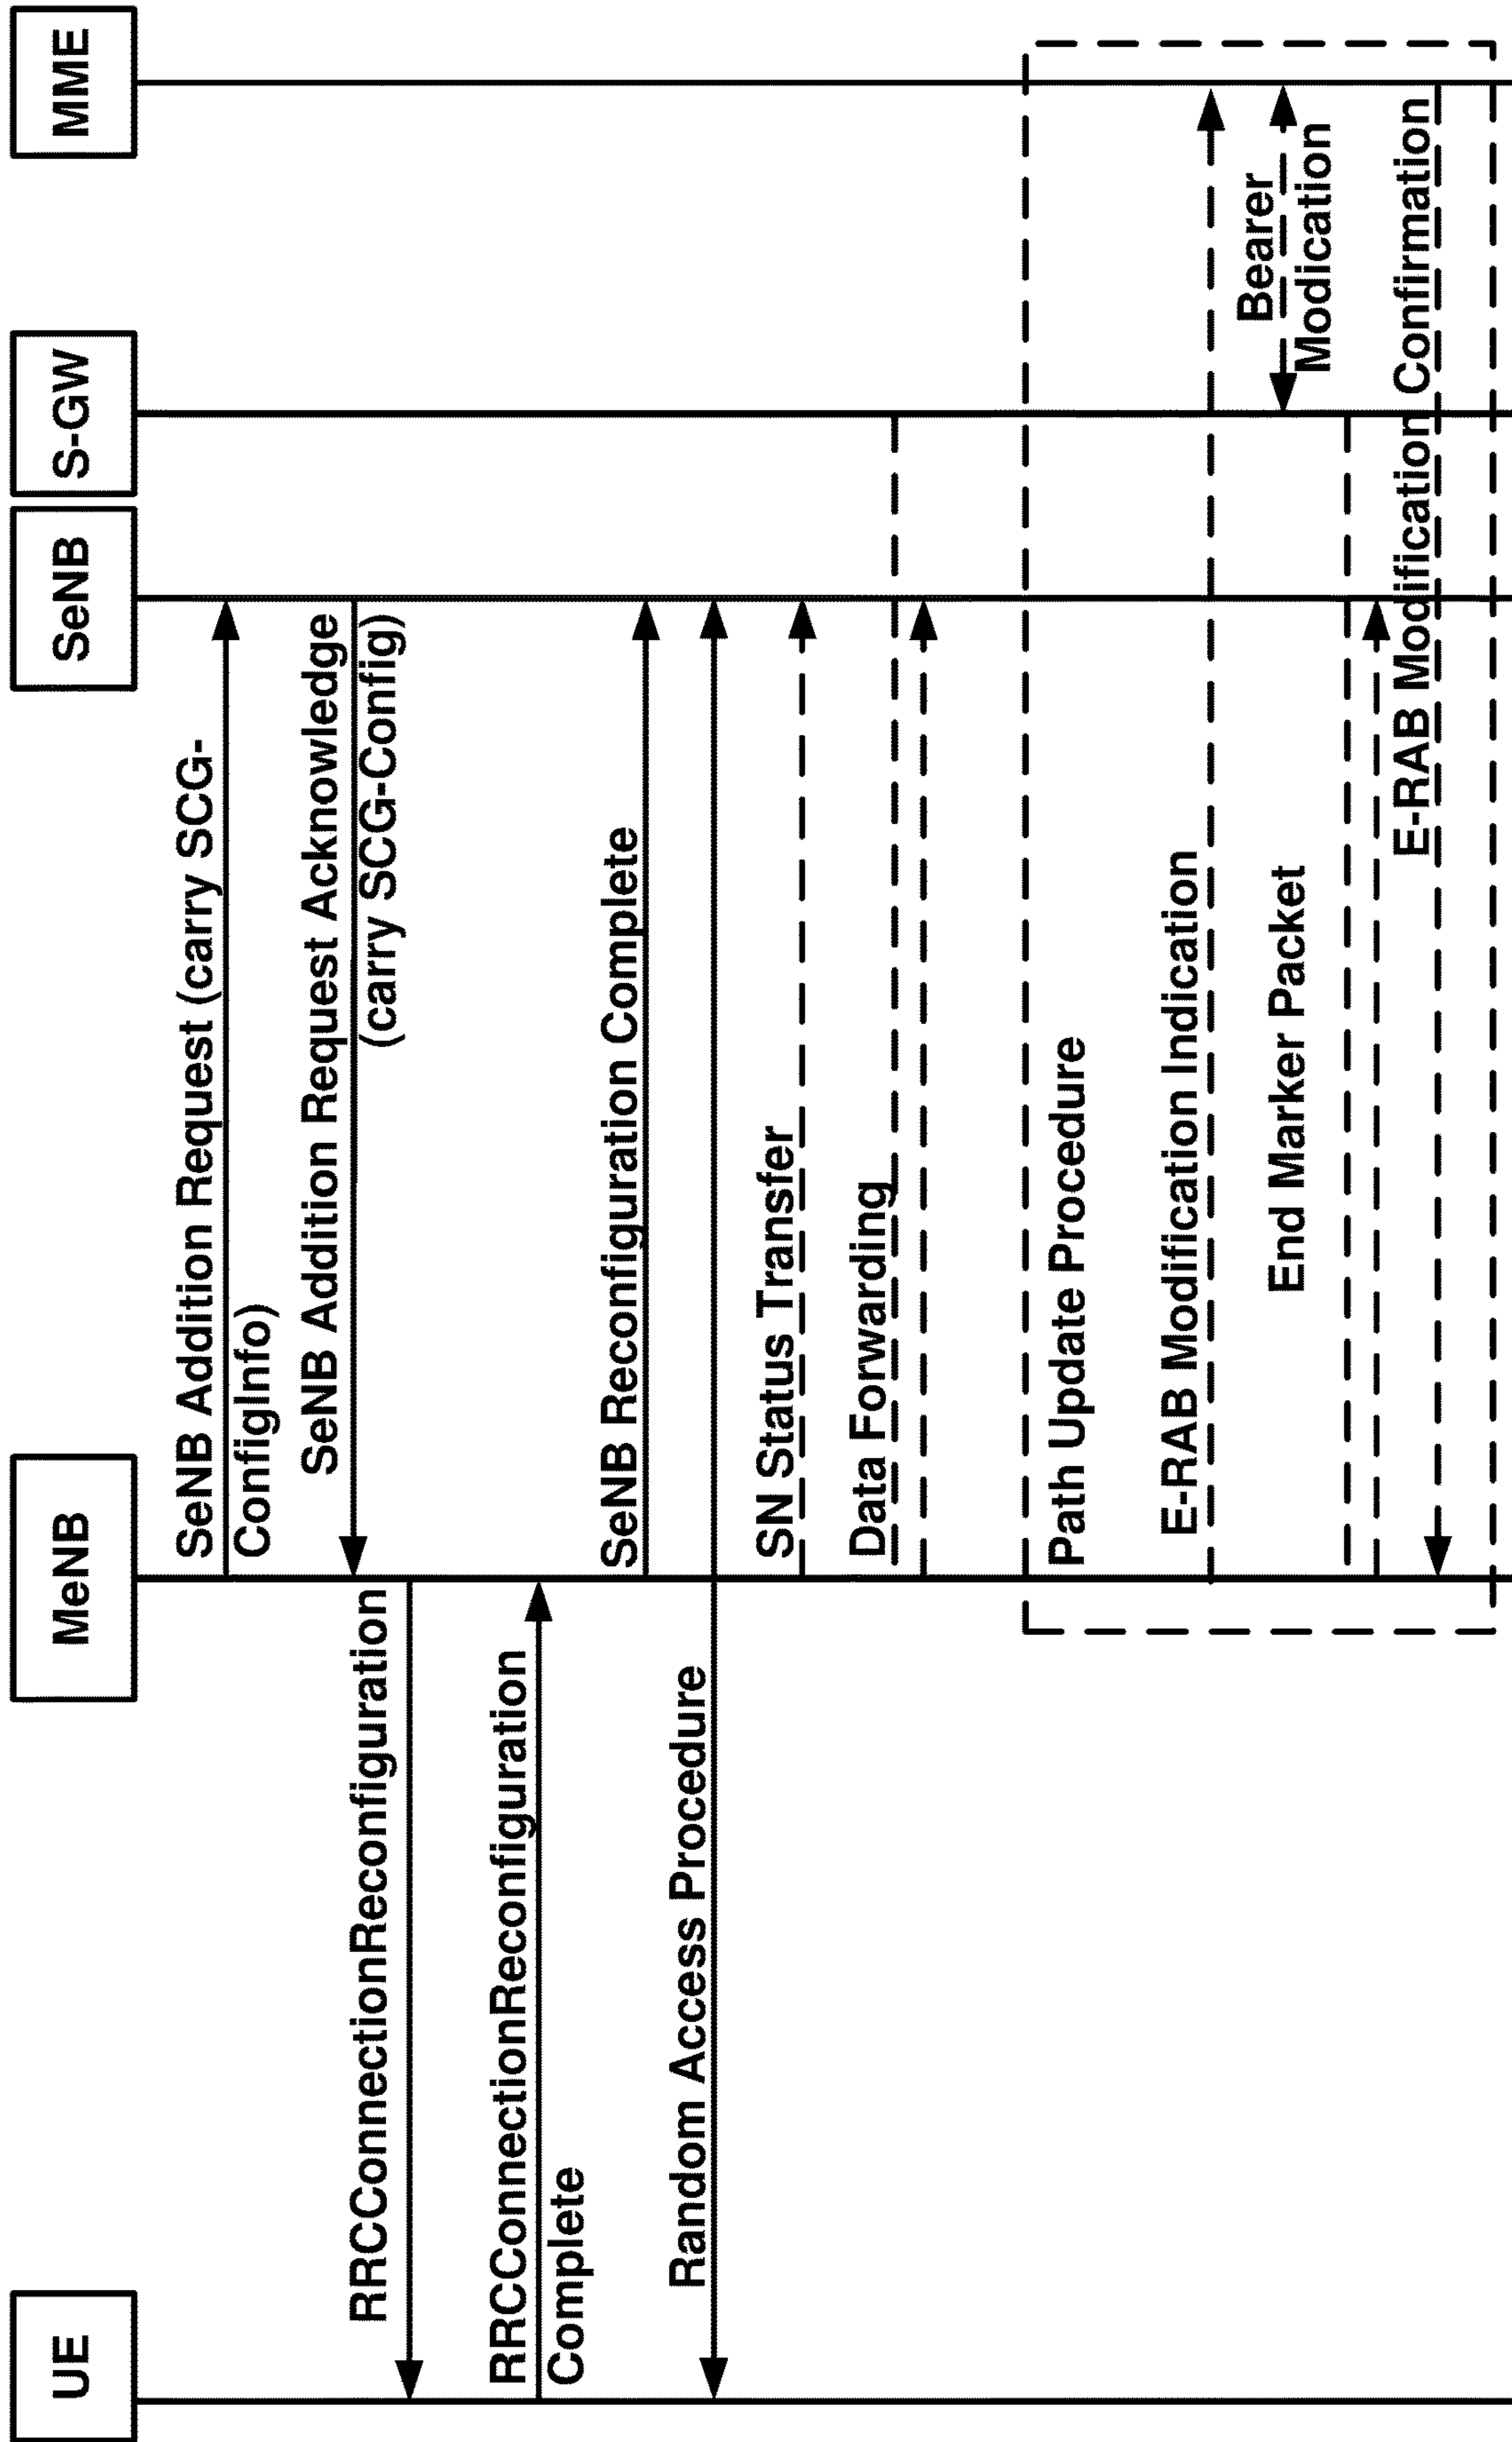 UE
MeNB
SeNB
S-GW
MME
SeNB Addition Request (carry SCG-
ConfigInfo)
SeNB Addition Request Acknowledge
(carry SCG-Config)
RRCConnectionReconfiguration
RRCConnectionReconfiguration
Complete
SeNB Reconfiguration Complete
Random Access Procedure
SN Status Transfer
Data Forwarding
Path Update Procedure
E-RAB Modification Indication
Bearer
Modication
End Marker Packet
E-RAB Modification Confirmation